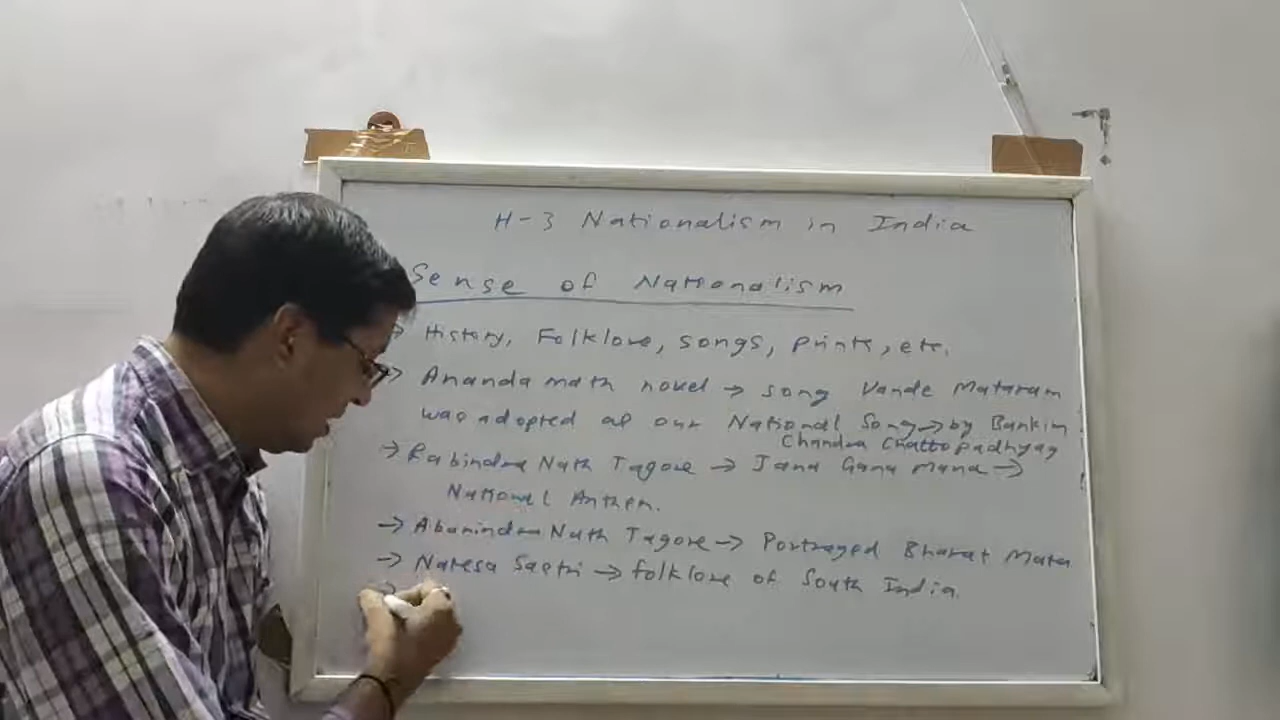 H-3 Nationalism in India
Sense of Nationalism
→ History, Folklore, songs, prints, etc.
→ Ananda math novel → song Vande Mataram
was adopted as our National Song → by Bankim
Chandra Chattopadhyay
→ Rabindra Nath Tagore → Jana Gana Mana →
National Anthem.
→ Abanindra Nath Tagore → Portrayed Bharat Mata
→ Natesa Sastri → folklore of South India.